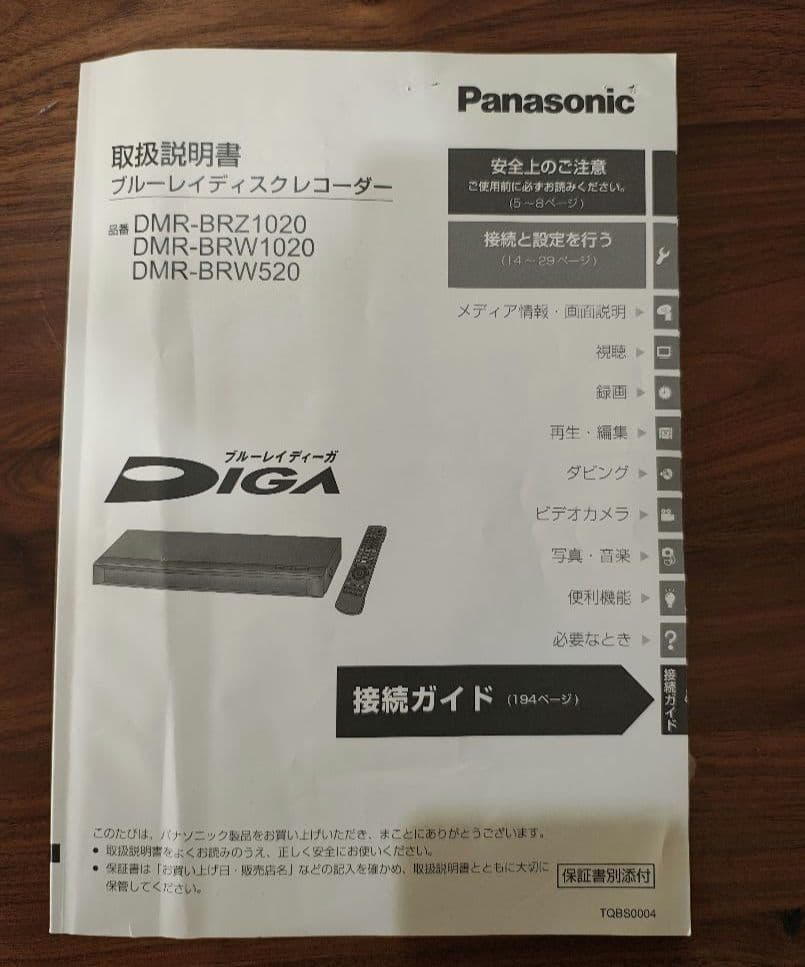 Panasonic
取扱説明書
ブルーレイディスクレコーダー
品番 DMR-BRZ1020
DMR-BRW1020
DMR-BRW520
安全上のご注意
ご使用前に必ずお読みください。
(5～8ページ)
接続と設定を行う
(14～29ページ)
メディア情報・画面説明
視聴
録画
再生・編集
ダビング
ビデオカメラ
写真・音楽
便利機能
必要なとき
?
ブルーレイディーガ
DIGA
接続ガイド (194ページ)
接続ガイド
このたびは、パナソニック製品をお買い上げいただき、まことにありがとうございます。
● 取扱説明書をよくお読みのうえ、正しく安全にお使いください。
● 保証書は「お買い上げ日・販売店名」などの記入を確かめ、取扱説明書とともに大切に
保管してください。
保証書別添付
TQBS0004